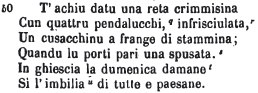 50 T' achiu datu una reta crimmisina
Cun quattru pendalucchi, q infrisciulata, r
Un cusacchinu a frange di stammina;
Quandu lu porti pari una spusata. s
In ghiescia la dumenica damane t
Si l' imbilia u di tutte e paesane.